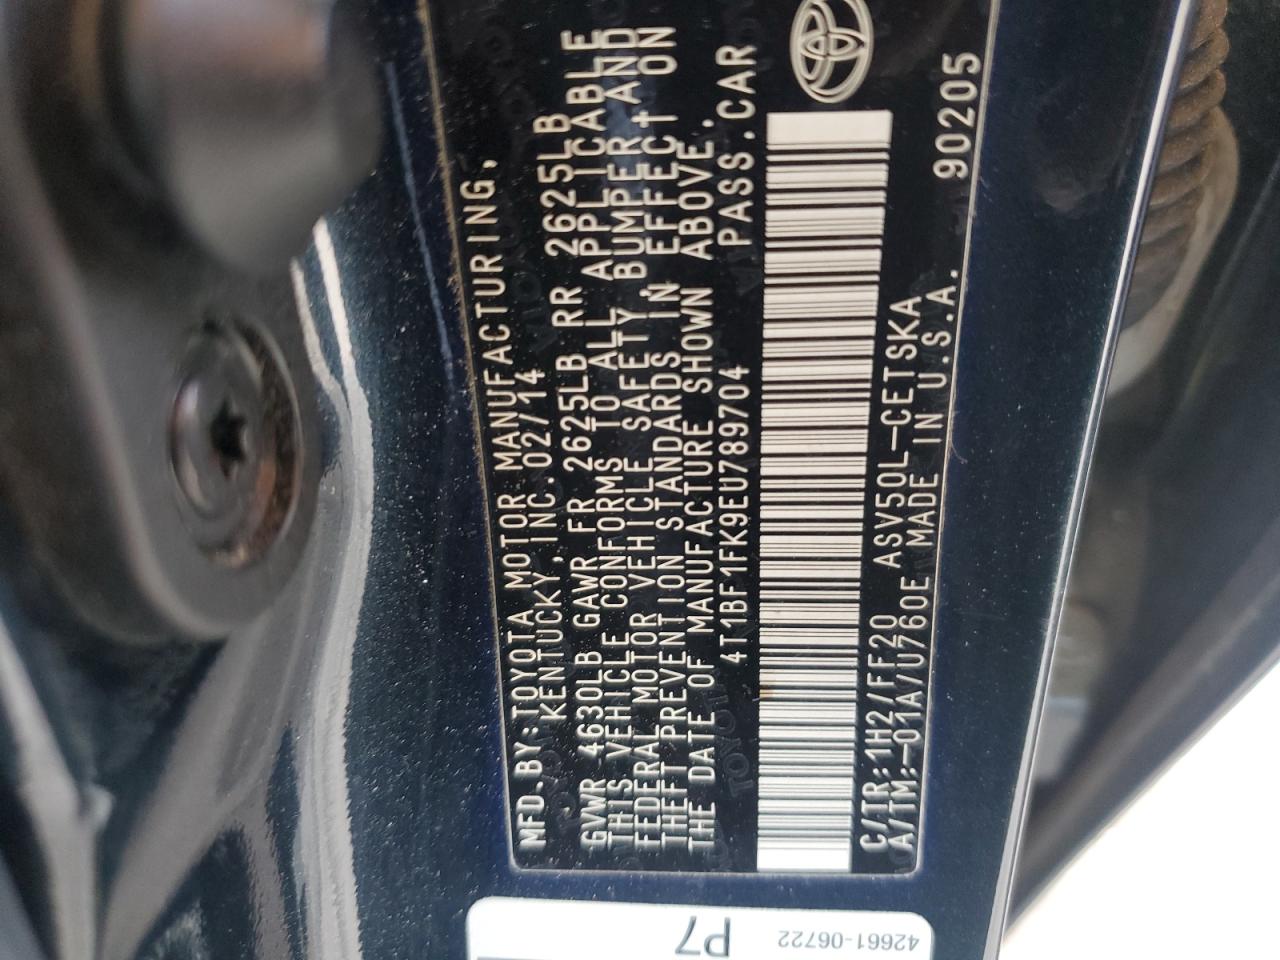 MFD.BY:TOYOTA MOTOR MANUFACTURING,
KENTUCKY,INC.02/14
GVWR 4630LB GAWR FR 2625LB RR 2625LB
THIS VEHICLE CONFORMS TO ALL APPLICABLE
FEDERAL MOTOR VEHICLE SAFETY,BUMPER,AND
THEFT PREVENTION STANDARDS IN EFFECT ON
THE DATE OF MANUFACTURE SHOWN ABOVE.
4T1BF1FK9EU789704 PASS.CAR
C/TR:1H2/FF20 ASV50L-CETSKA
A/TM:-01A/U760E MADE IN U.S.A. 90205
P7
42661-06722